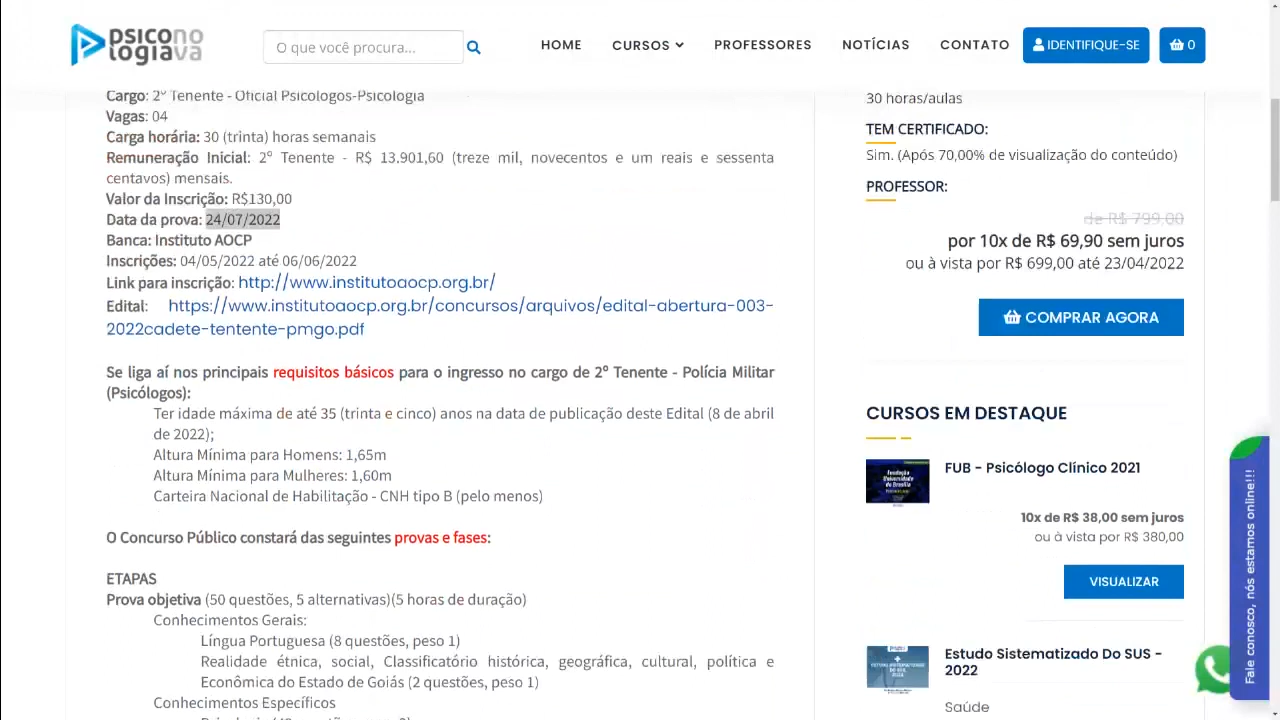 psicono
logiava
O que você procura...
HOME
CURSOS
PROFESSORES
NOTÍCIAS
CONTATO
IDENTIFIQUE-SE
0
Cargo: 2º Tenente - Oficial Psicólogos-Psicologia
Vagas: 04
Carga horária: 30 (trinta) horas semanais
Remuneração Inicial: 2º Tenente - R$ 13.901,60 (treze mil, novecentos e um reais e sessenta
centavos) mensais.
Valor da Inscrição: R$130,00
Data da prova: 24/07/2022
Banca: Instituto AOCP
Inscrições: 04/05/2022 até 06/06/2022
Link para inscrição: http://www.institutoaocp.org.br/
Edital: https://www.institutoaocp.org.br/concursos/arquivos/edital-abertura-003-
2022cadete-tentente-pmgo.pdf
Se liga aí nos principais requisitos básicos para o ingresso no cargo de 2º Tenente - Polícia Militar
(Psicólogos):
Ter idade máxima de até 35 (trinta e cinco) anos na data de publicação deste Edital (8 de abril
de 2022);
Altura Mínima para Homens: 1,65m
Altura Mínima para Mulheres: 1,60m
Carteira Nacional de Habilitação - CNH tipo B (pelo menos)
O Concurso Público constará das seguintes provas e fases:
ETAPAS
Prova objetiva (50 questões, 5 alternativas)(5 horas de duração)
Conhecimentos Gerais:
Língua Portuguesa (8 questões, peso 1)
Realidade étnica, social, Classificatório histórica, geográfica, cultural, política e
Econômica do Estado de Goiás (2 questões, peso 1)
Conhecimentos Específicos
30 horas/aulas
TEM CERTIFICADO:
Sim. (Após 70,00% de visualização do conteúdo)
PROFESSOR:
de R$ 799,00
por 10x de R$ 69,90 sem juros
ou à vista por R$ 699,00 até 23/04/2022
COMPRAR AGORA
CURSOS EM DESTAQUE
Fundação
Universidade
de Brasília
FUB - Psicólogo Clínico 2021
10x de R$ 38,00 sem juros
ou à vista por R$ 380,00
VISUALIZAR
Estudo Sistematizado Do SUS -
2022
Saúde
Fale conosco, nós estamos online!!!